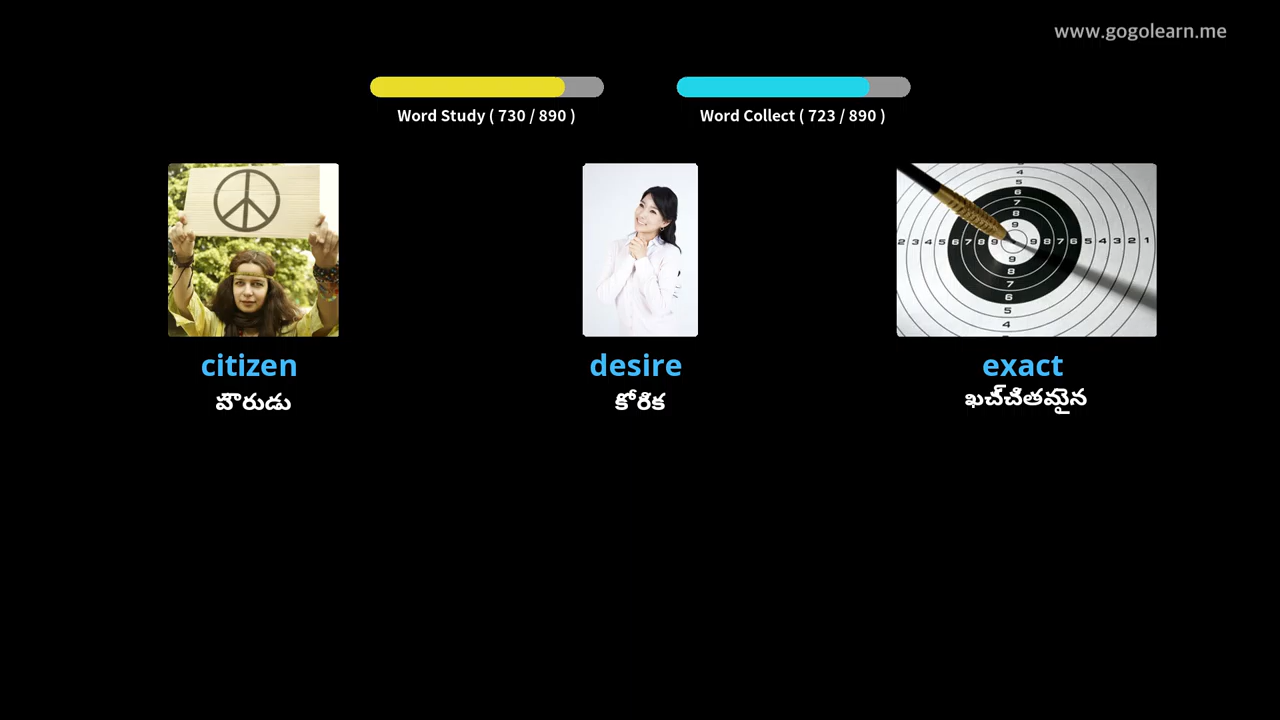 www.gogolearn.me
Word Study ( 730 / 890 )
Word Collect ( 723 / 890 )
citizen
desire
exact
పౌరుడు
కోరిక
ఖచ్చితమైన